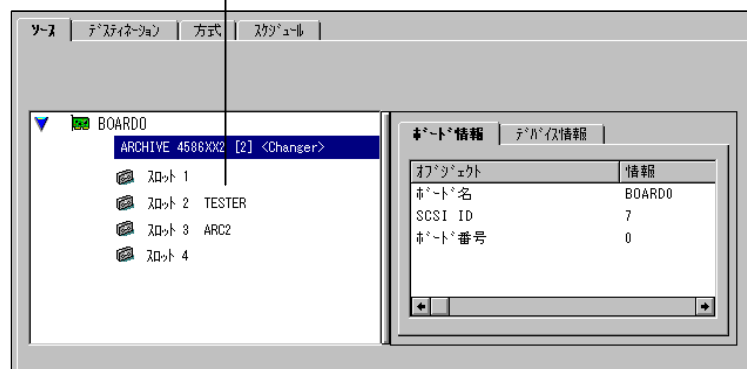 ｿｰｽ ﾃﾞｽﾃｨﾈｰｼｮﾝ 方式 ｽｹｼﾞｭｰﾙ
BOARD0
ARCHIVE 4586XX2 [2] <Changer>
ｽﾛｯﾄ 1
ｽﾛｯﾄ 2 TESTER
ｽﾛｯﾄ 3 ARC2
ｽﾛｯﾄ 4
ﾎﾞｰﾄﾞ情報 ﾃﾞﾊﾞｲｽ情報
ｵﾌﾞｼﾞｪｸﾄ 情報
ﾎﾞｰﾄﾞ名 BOARD0
SCSI ID 7
ﾎﾞｰﾄﾞ番号 0